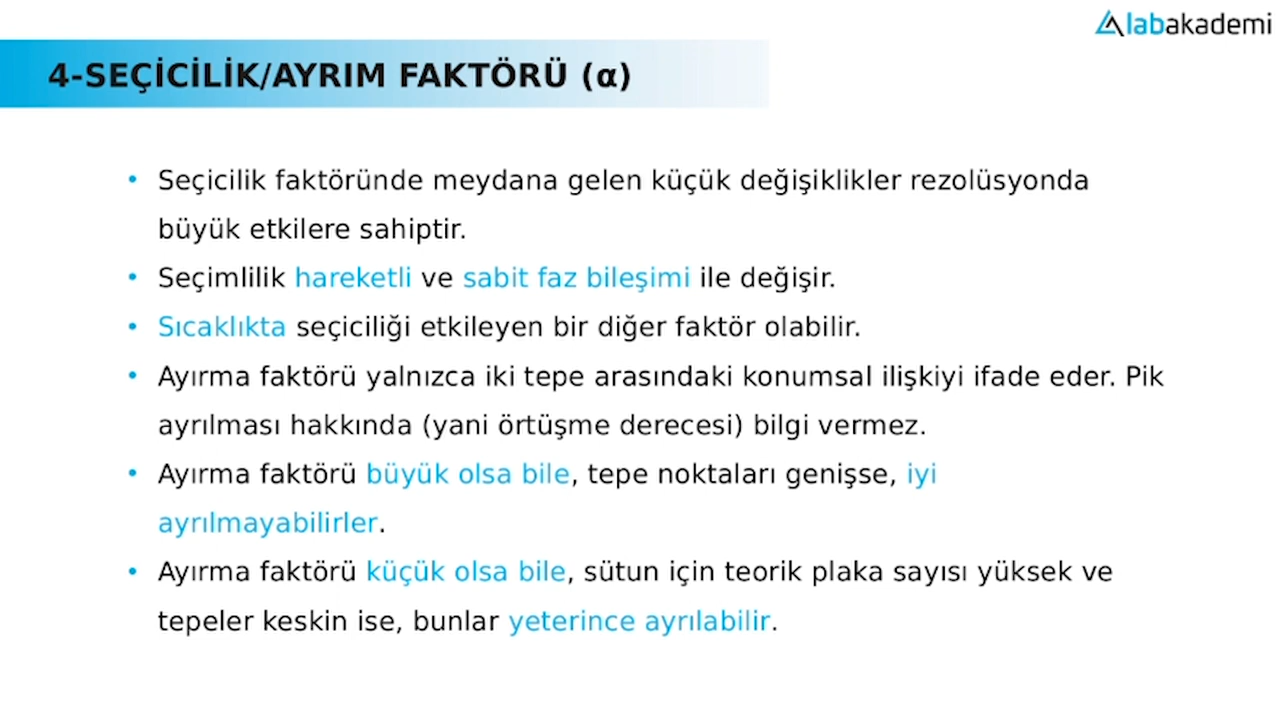 labakademi
4-SEÇİCİLİK/AYRIM FAKTÖRÜ (α)
• Seçicilik faktöründe meydana gelen küçük değişiklikler rezolüsyonda
büyük etkilere sahiptir.
• Seçimlilik hareketli ve sabit faz bileşimi ile değişir.
• Sıcaklıkta seçiciliği etkileyen bir diğer faktör olabilir.
• Ayırma faktörü yalnızca iki tepe arasındaki konumsal ilişkiyi ifade eder. Pik
ayrılması hakkında (yani örtüşme derecesi) bilgi vermez.
• Ayırma faktörü büyük olsa bile, tepe noktaları genişse, iyi
ayrılmayabilirler.
• Ayırma faktörü küçük olsa bile, sütun için teorik plaka sayısı yüksek ve
tepeler keskin ise, bunlar yeterince ayrılabilir.